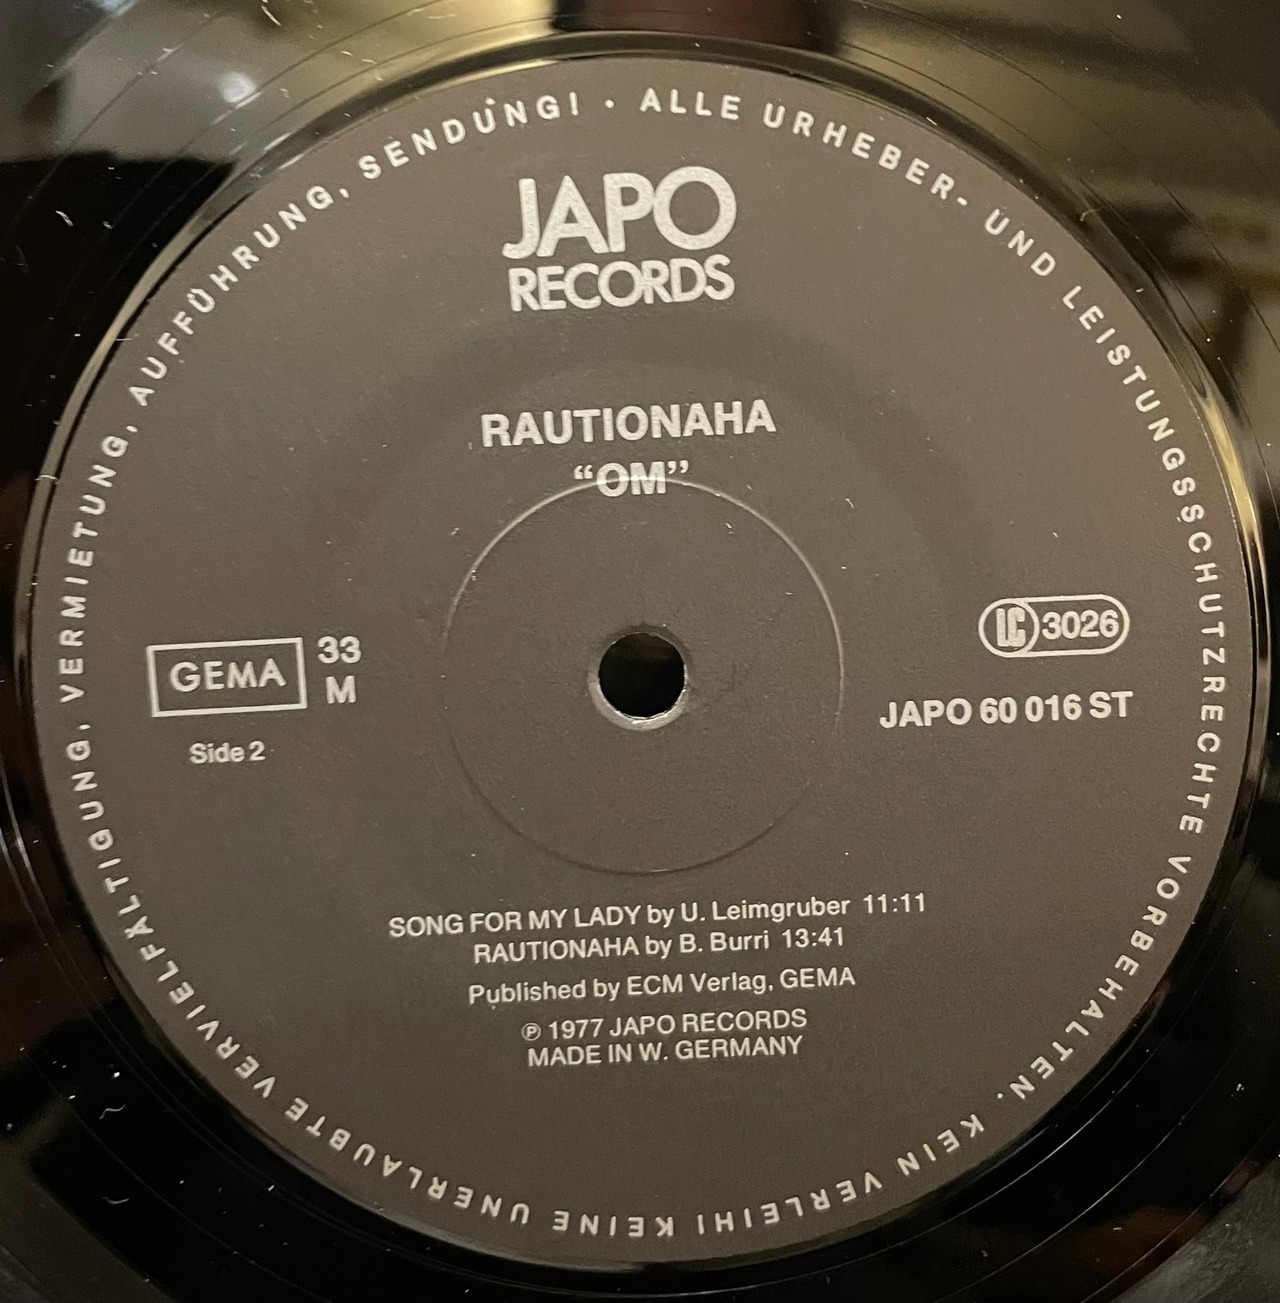 ALLE URHEBER- UND LEISTUNGSSCHUTZRECHTE VORBEHALTEN. KEIN VERLEIH! KEINE UNERLAUBTE VERVIELFÄLTIGUNG, VERMIETUNG, AUFFÜHRUNG, SENDUNG! •
JAPO
RECORDS
RAUTIONAHA
“OM”
GEMA
33
M
Side 2
LC 3026
JAPO 60 016 ST
SONG FOR MY LADY by U. Leimgruber 11:11
RAUTIONAHA by B. Burri 13:41
Published by ECM Verlag, GEMA
℗ 1977 JAPO RECORDS
MADE IN W. GERMANY